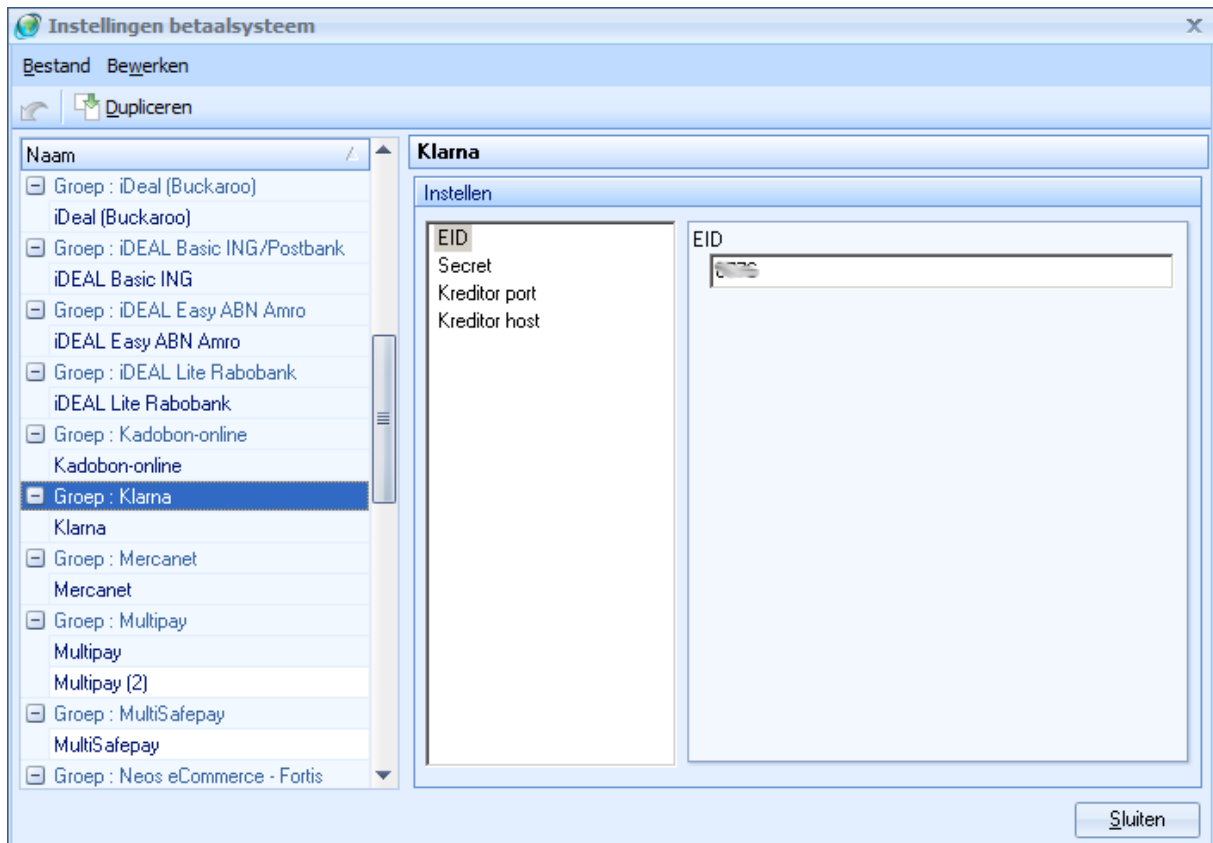 Instellingen betaalsysteem
Bestand Bewerken
Dupliceren
Naam
Groep : iDeal (Buckaroo)
iDeal (Buckaroo)
Groep : iDEAL Basic ING/Postbank
iDEAL Basic ING
Groep : iDEAL Easy ABN Amro
iDEAL Easy ABN Amro
Groep : iDEAL Lite Rabobank
iDEAL Lite Rabobank
Groep : Kadobon-online
Kadobon-online
Groep : Klarna
Klarna
Groep : Mercanet
Mercanet
Groep : Multipay
Multipay
Multipay (2)
Groep : MultiSafepay
MultiSafepay
Groep : Neos eCommerce - Fortis
Klarna
Instellen
EID
Secret
Kreditor port
Kreditor host
EID
Sluiten